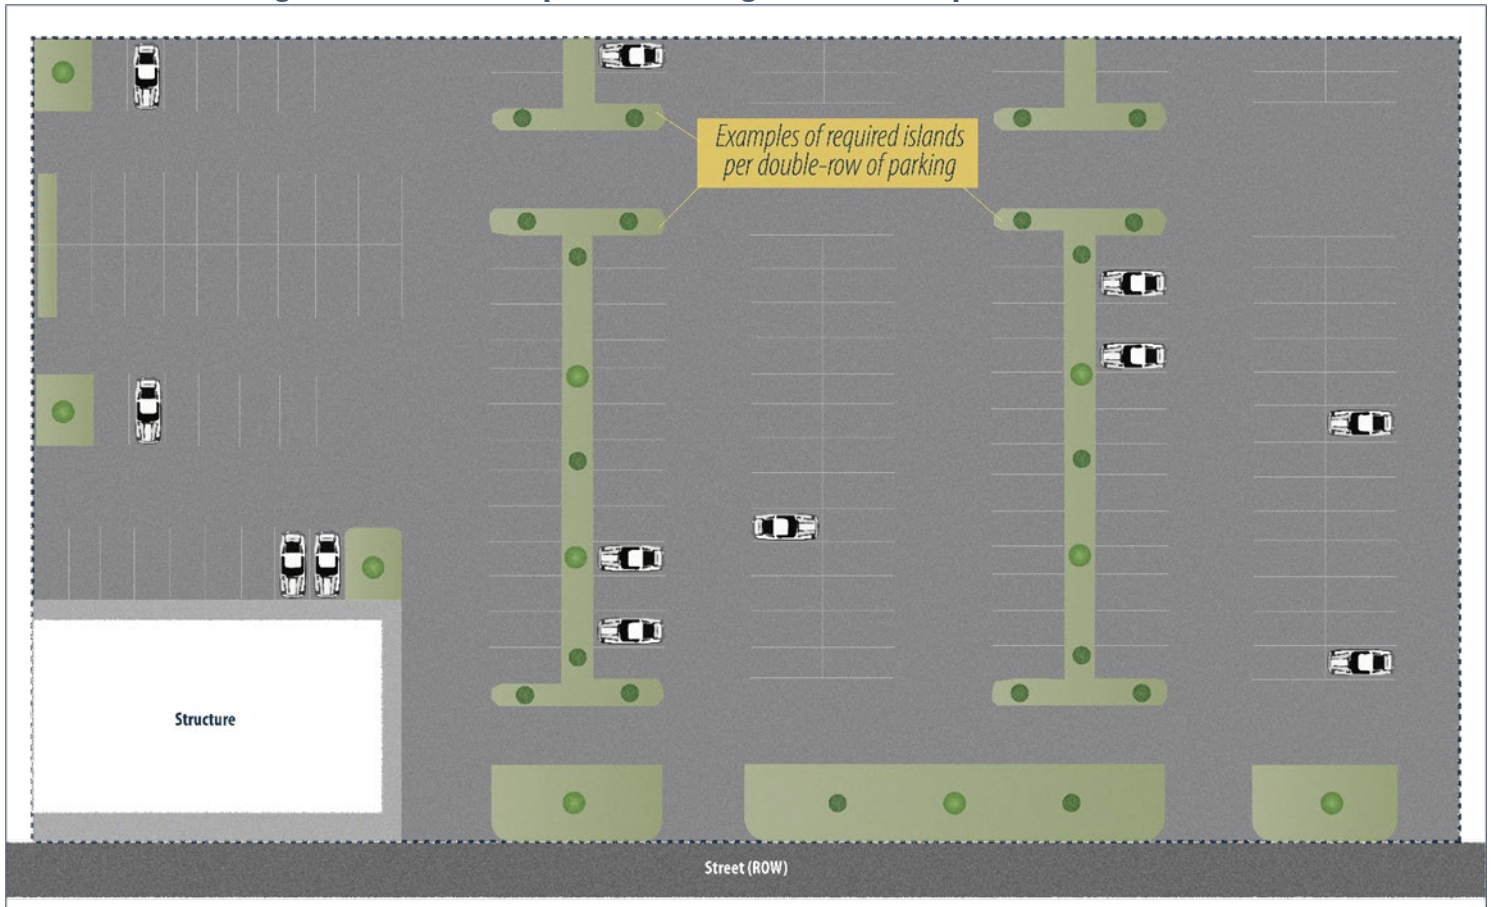 Examples of required islands
per double-row of parking
Structure
Street (ROW)